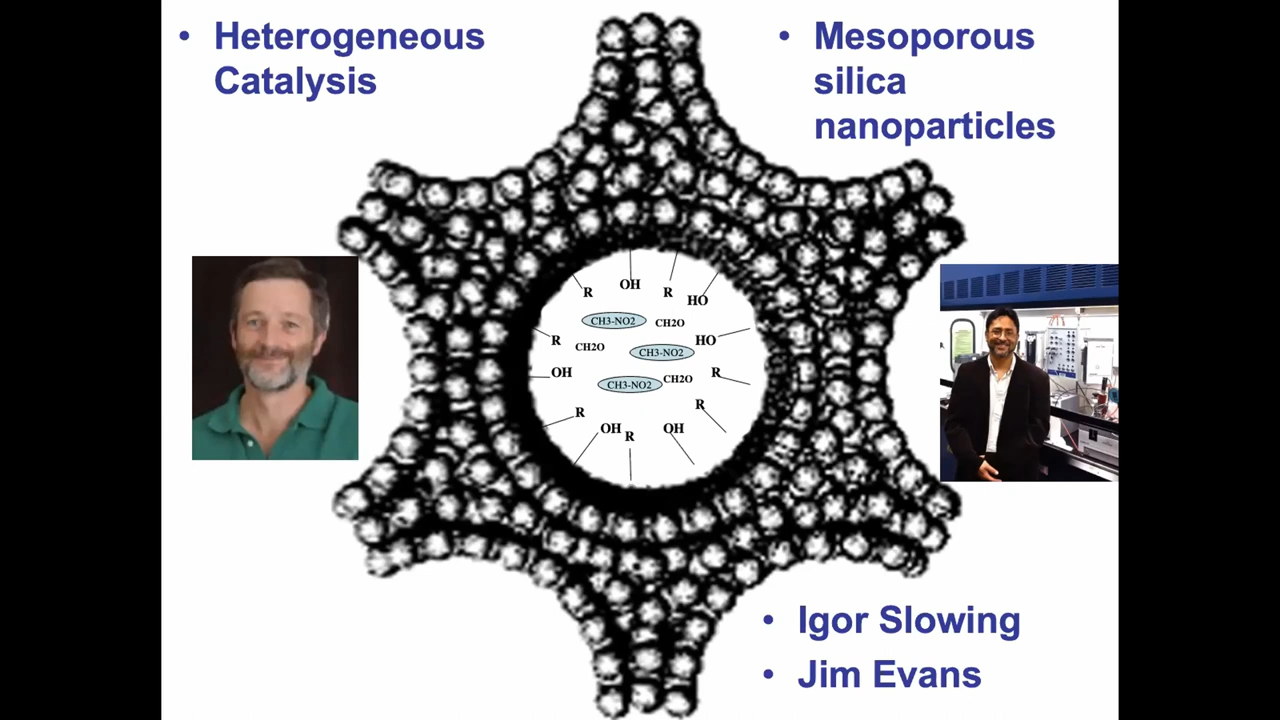 • Heterogeneous
Catalysis
• Mesoporous
silica
nanoparticles
R
OH
R
HO
CH3-NO2
CH2O
R
CH2O
CH3-NO2
HO
OH
CH3-NO2
CH2O
R
R
R
OH
R
OH
• Igor Slowing
• Jim Evans